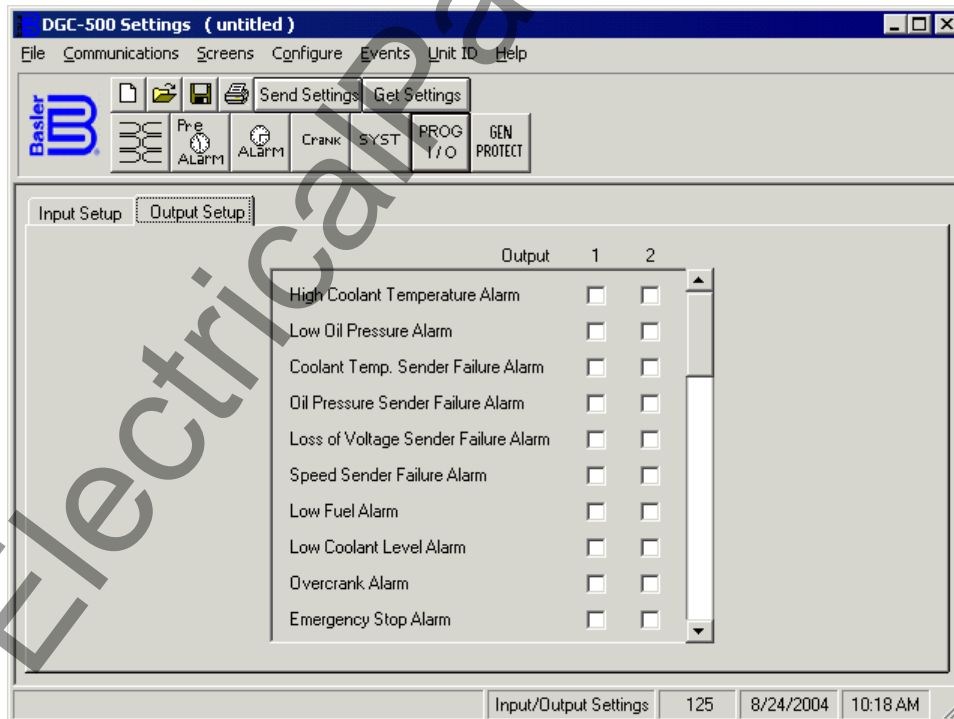 DGC-500 Settings ( untitled )
File Communications Screens Configure Events Unit ID Help
Basler
Send Settings Get Settings
Pre ALarm
ALarm
Crank
SYST
PROG I/O
GEN PROTECT
Input Setup Output Setup
Output 1 2
High Coolant Temperature Alarm
Low Oil Pressure Alarm
Coolant Temp. Sender Failure Alarm
Oil Pressure Sender Failure Alarm
Loss of Voltage Sender Failure Alarm
Speed Sender Failure Alarm
Low Fuel Alarm
Low Coolant Level Alarm
Overcrank Alarm
Emergency Stop Alarm
Input/Output Settings 125 8/24/2004 10:18 AM